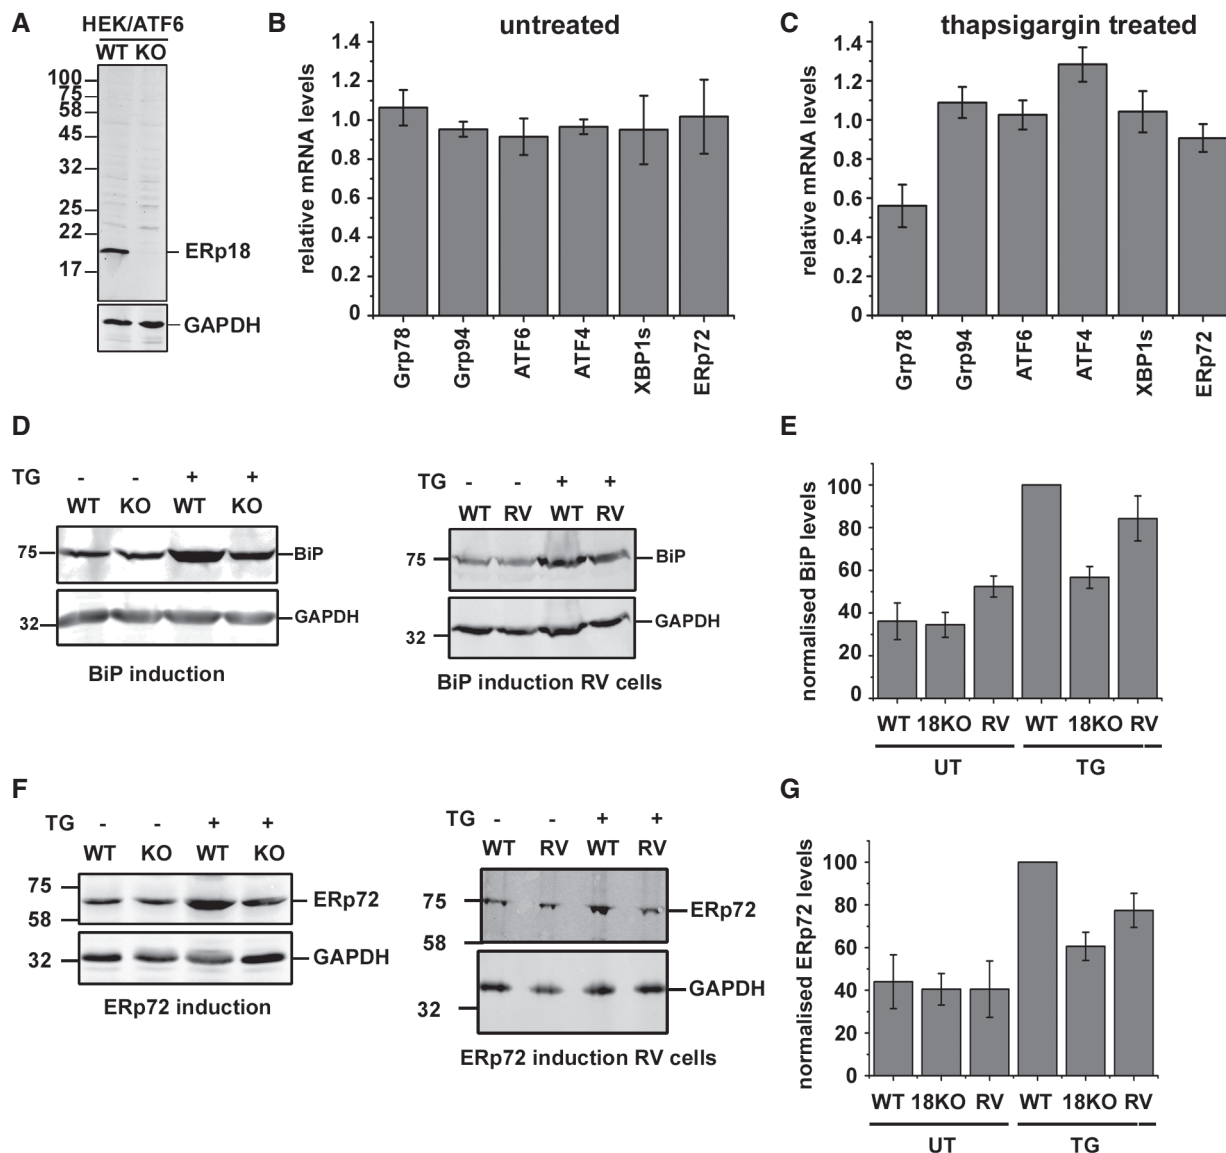 A
HEK/ATF6
WT KO
100
75
58
45
32
25
22
17
ERp18
GAPDH
B
untreated
relative mRNA levels
1.4
1.2
1.0
0.8
0.6
0.4
0.2
0
Grp78
Grp94
ATF6
ATF4
XBP1s
ERp72
C
thapsigargin treated
relative mRNA levels
1.4
1.2
1.0
0.8
0.6
1.4
0.2
0
Grp78
Grp94
ATF6
ATF4
XBP1s
ERp72
D
TG - - + +
WT KO WT KO
75
BiP
32
GAPDH
BiP induction
TG - - + +
WT RV WT RV
75
BiP
32
GAPDH
BiP induction RV cells
E
normalised BiP levels
100
80
60
40
20
0
WT 18KO RV WT 18KO RV
UT TG
F
TG - - + +
WT KO WT KO
75
58
ERp72
32
GAPDH
ERp72 induction
TG - - + +
WT RV WT RV
75
58
ERp72
32
GAPDH
ERp72 induction RV cells
G
normalised ERp72 levels
100
80
60
40
20
0
WT 18KO RV WT 18KO RV
UT TG